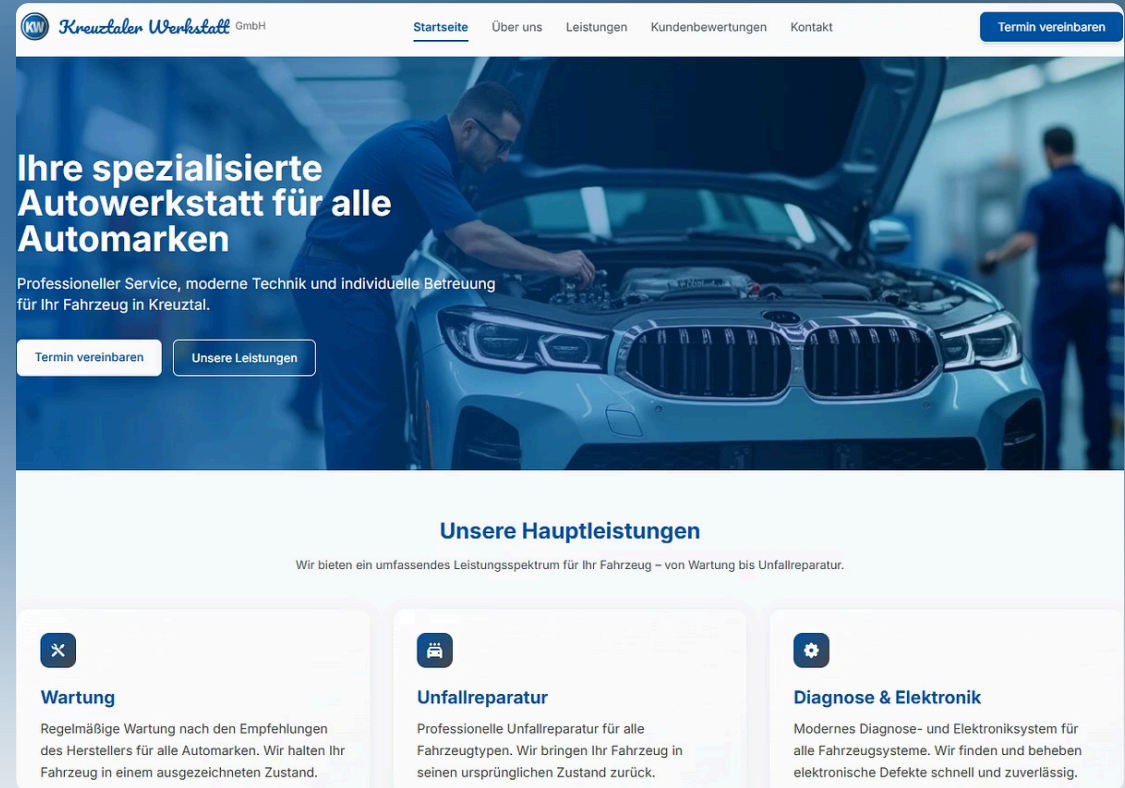 KW Kreuztaler Werkstatt GmbH
Startseite Über uns Leistungen Kundenbewertungen Kontakt
Termin vereinbaren
Ihre spezialisierte
Autowerkstatt für alle
Automarken
Professioneller Service, moderne Technik und individuelle Betreuung
für Ihr Fahrzeug in Kreuztal.
Termin vereinbaren
Unsere Leistungen
Unsere Hauptleistungen
Wir bieten ein umfassendes Leistungsspektrum für Ihr Fahrzeug – von Wartung bis Unfallreparatur.
Wartung
Regelmäßige Wartung nach den Empfehlungen
des Herstellers für alle Automarken. Wir halten Ihr
Fahrzeug in einem ausgezeichneten Zustand.
Unfallreparatur
Professionelle Unfallreparatur für alle
Fahrzeugtypen. Wir bringen Ihr Fahrzeug in
seinen ursprünglichen Zustand zurück.
Diagnose & Elektronik
Modernes Diagnose- und Elektroniksystem für
alle Fahrzeugsysteme. Wir finden und beheben
elektronische Defekte schnell und zuverlässig.